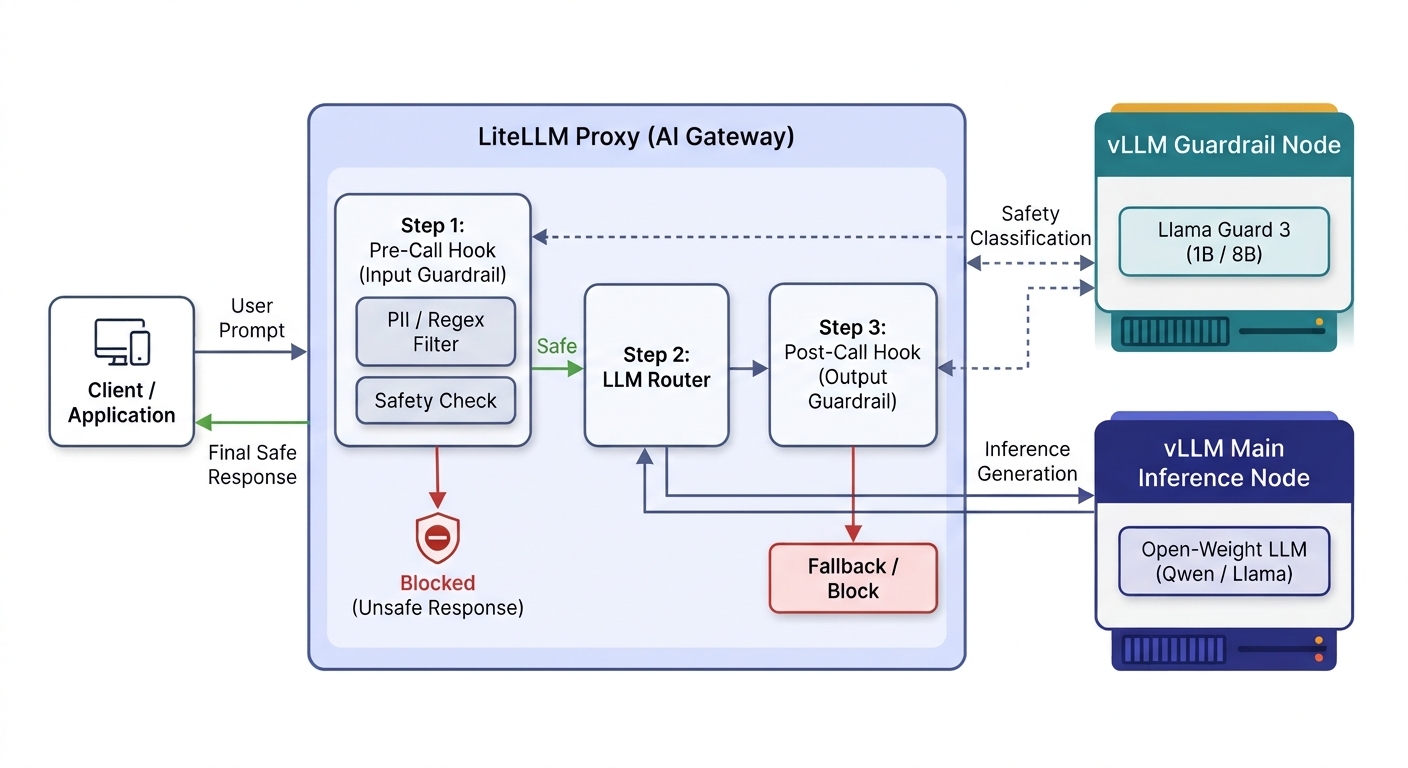 LiteLLM Proxy (AI Gateway)
Client /
Application
User
Prompt
Final Safe
Response
Step 1:
Pre-Call Hook
(Input Guardrail)
PII / Regex
Filter
Safety Check
Blocked
(Unsafe Response)
Safe
Step 2:
LLM Router
Step 3:
Post-Call Hook
(Output
Guardrail)
Fallback /
Block
Safety
Classification
Inference
Generation
vLLM Guardrail Node
Llama Guard 3
(1B / 8B)
vLLM Main
Inference Node
Open-Weight LLM
(Qwen / Llama)